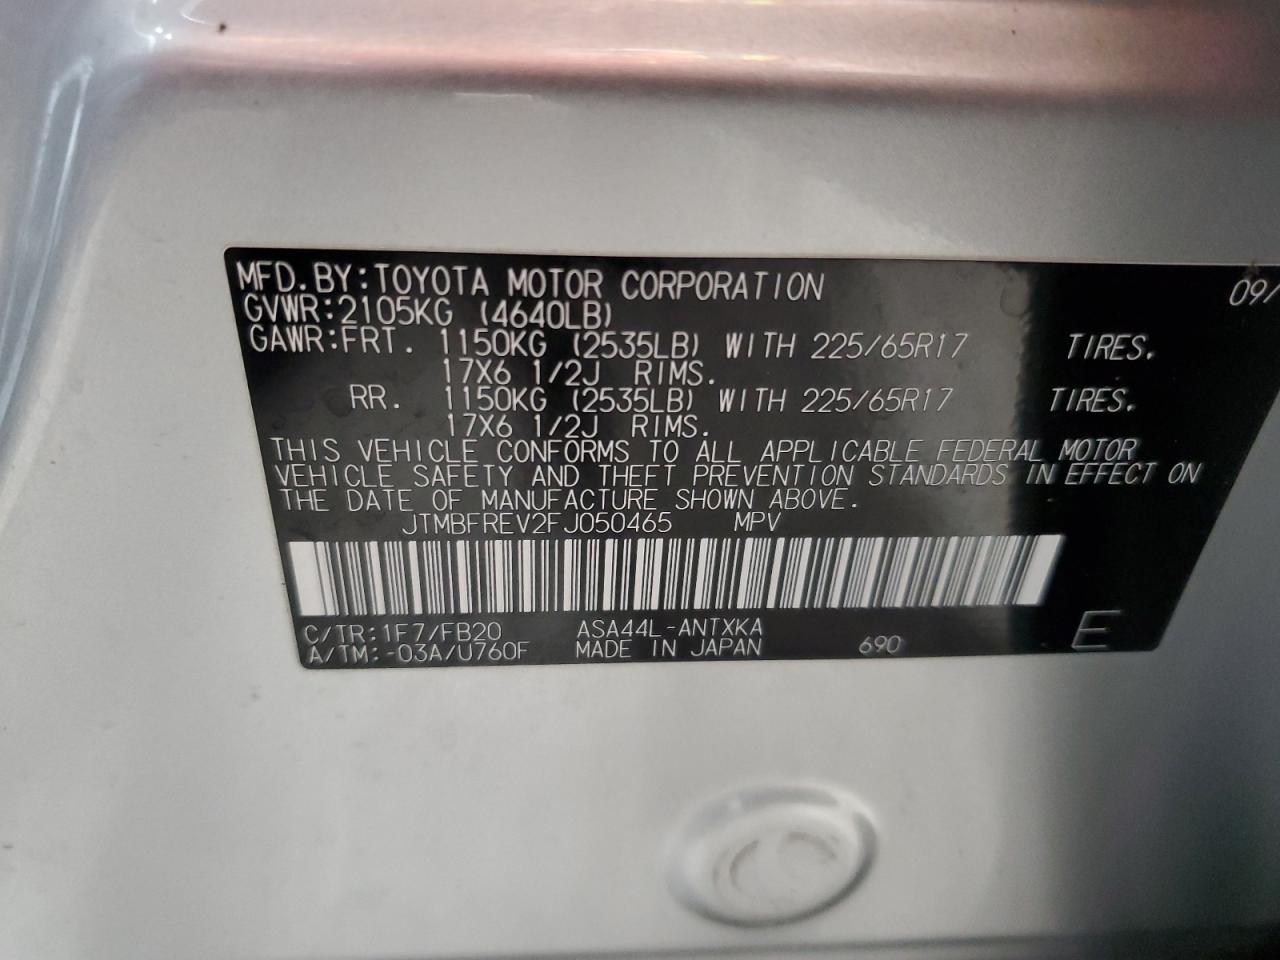 MFD.BY:TOYOTA MOTOR CORPORATION 09/
GVWR:2105KG (4640LB)
GAWR:FRT. 1150KG (2535LB) WITH 225/65R17 TIRES.
17X6 1/2J RIMS.
RR. 1150KG (2535LB) WITH 225/65R17 TIRES.
17X6 1/2J RIMS.
THIS VEHICLE CONFORMS TO ALL APPLICABLE FEDERAL MOTOR
VEHICLE SAFETY AND THEFT PREVENTION STANDARDS IN EFFECT ON
THE DATE OF MANUFACTURE SHOWN ABOVE.
JTMBFREV2FJ050465 MPV
C/TR:1F7/FB20 ASA44L-ANTXKA
A/TM:-03A/U760F MADE IN JAPAN 690 E